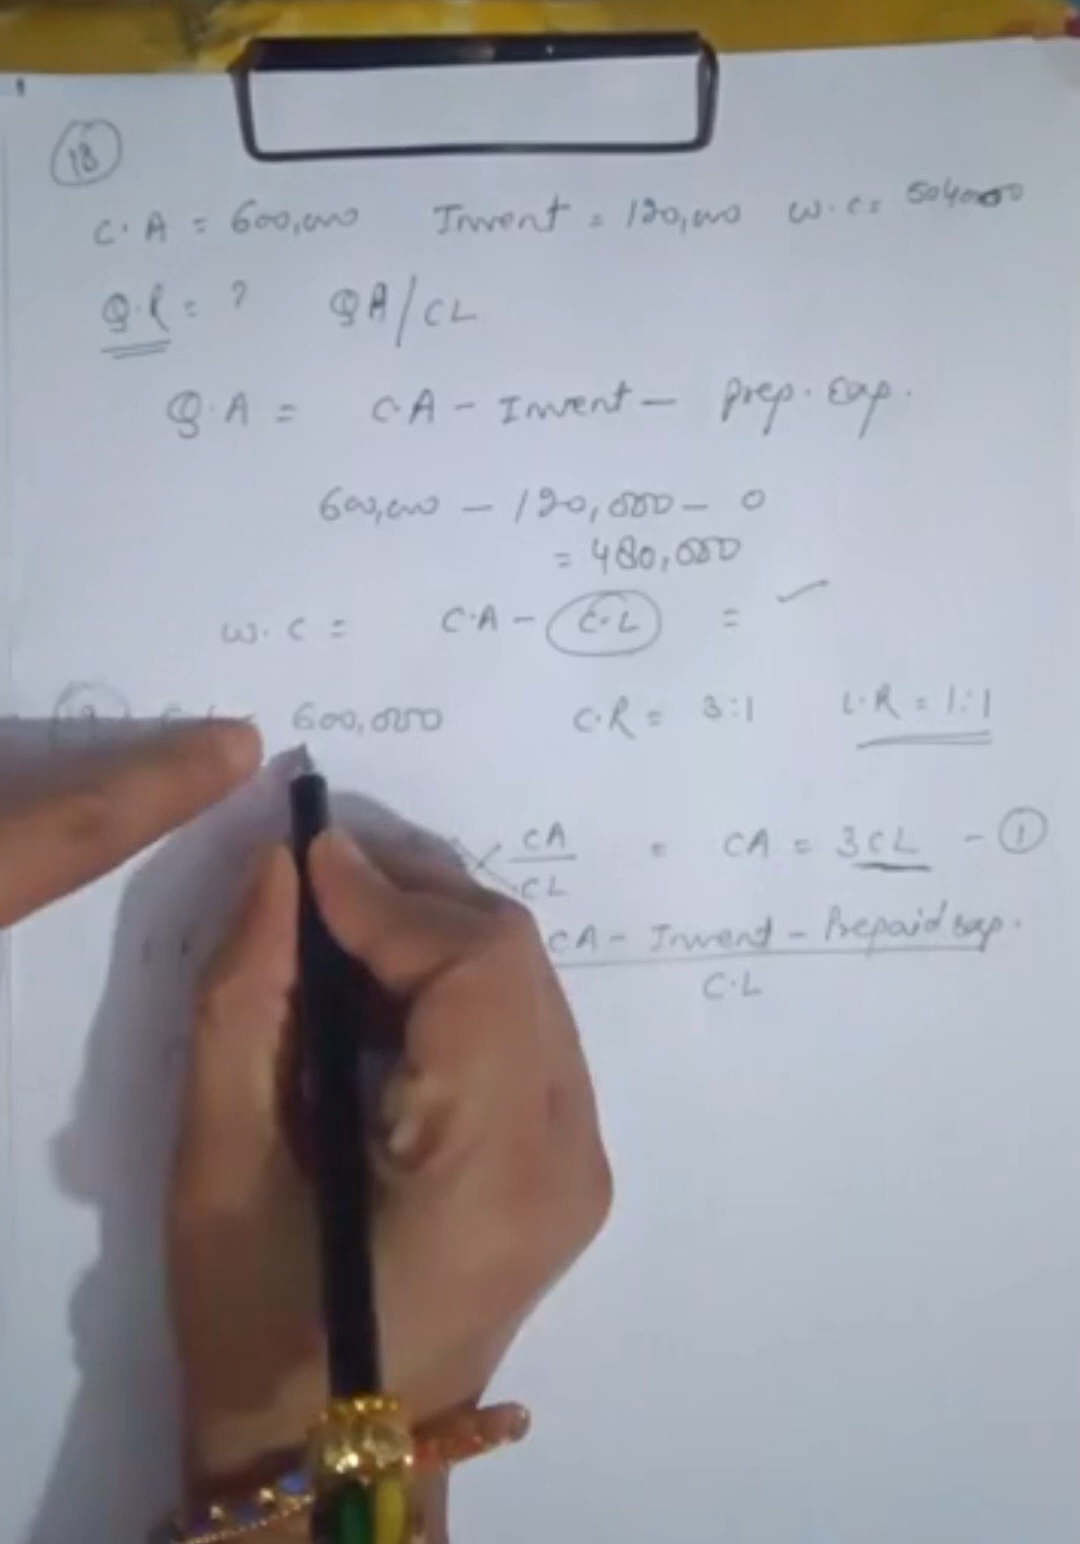 18
C.A = 600,000 Invent = 120,000 W.C = 504000
Q.R = ? QA/CL
Q.A = C.A - Invent - Prep. Exp.
600,000 - 120,000 - 0
= 480,000
W.C = C.A - C.L =
600,000 C.R = 3:1 L.R = 1:1
CA = CA = 3CL - 1
CL
CA - Invent - Prepaid Exp.
C.L